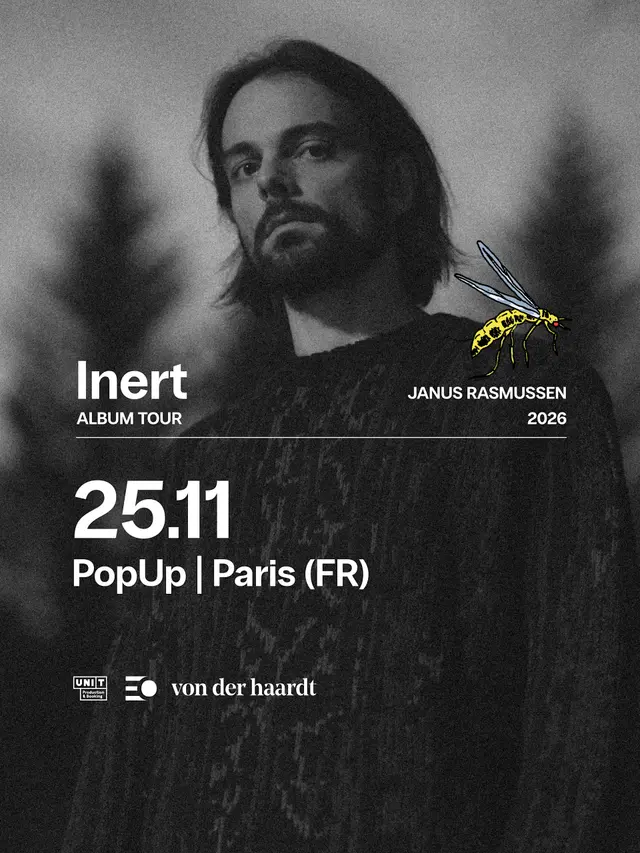 Inert
JANUS RASMUSSEN
ALBUM TOUR
2026
25.11
PopUp | Paris (FR)
UNIT
Production
& Booking
von der haardt